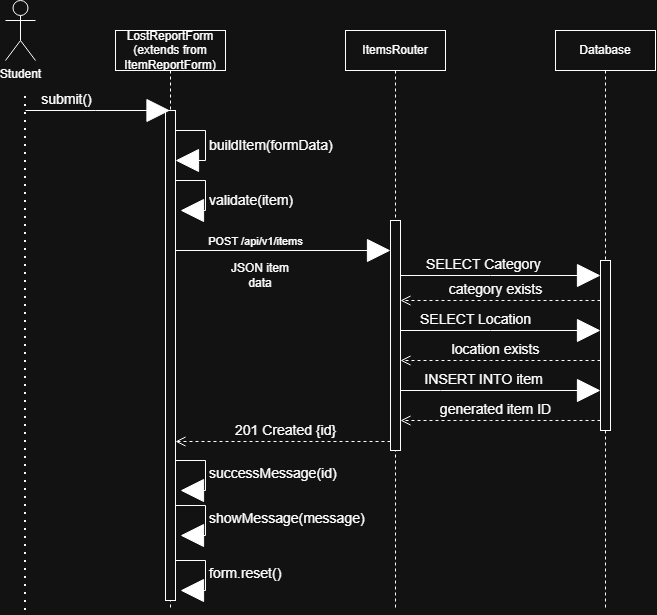 LostReportForm
(extends from
ItemReportForm)
ItemsRouter
Database
Student
submit()
buildItem(formData)
validate(item)
POST /api/v1/items
JSON item
data
SELECT Category
category exists
SELECT Location
location exists
INSERT INTO item
generated item ID
201 Created {id}
successMessage(id)
showMessage(message)
form.reset()